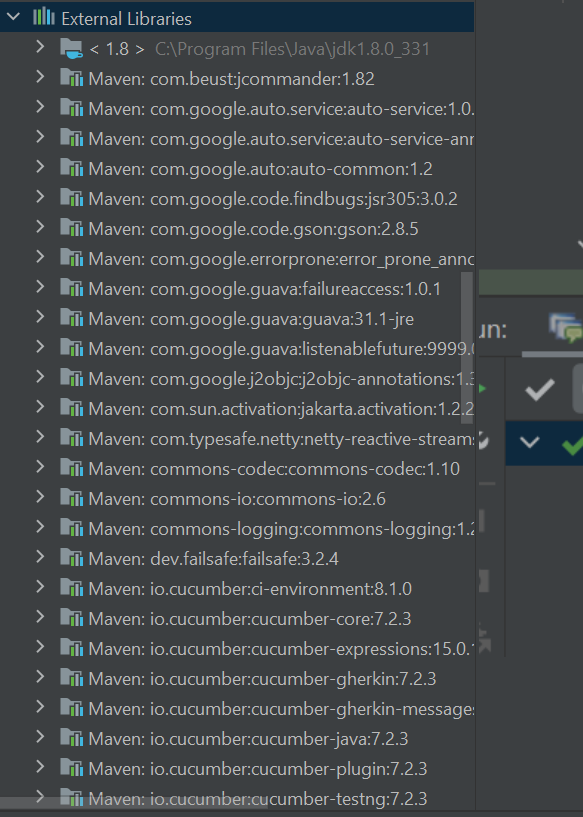 External Libraries
< 1.8 > C:\Program Files\Java\jdk1.8.0_331
Maven: com.beust:jcommander:1.82
Maven: com.google.auto.service:auto-service:1.0.
Maven: com.google.auto.service:auto-service-ann
Maven: com.google.auto:auto-common:1.2
Maven: com.google.code.findbugs:jsr305:3.0.2
Maven: com.google.code.gson:gson:2.8.5
Maven: com.google.errorprone:error_prone_anno
Maven: com.google.guava:failureaccess:1.0.1
Maven: com.google.guava:guava:31.1-jre
un:
Maven: com.google.guava:listenablefuture:9999.0
Maven: com.google.j2objc:j2objc-annotations:1.3
Maven: com.sun.activation:jakarta.activation:1.2.2
Maven: com.typesafe.netty:netty-reactive-streams
Maven: commons-codec:commons-codec:1.10
Maven: commons-io:commons-io:2.6
Maven: commons-logging:commons-logging:1.2
Maven: dev.failsafe:failsafe:3.2.4
Maven: io.cucumber:ci-environment:8.1.0
Maven: io.cucumber:cucumber-core:7.2.3
Maven: io.cucumber:cucumber-expressions:15.0.
Maven: io.cucumber:cucumber-gherkin:7.2.3
Maven: io.cucumber:cucumber-gherkin-messages
Maven: io.cucumber:cucumber-java:7.2.3
Maven: io.cucumber:cucumber-plugin:7.2.3
Maven: io.cucumber:cucumber-testng:7.2.3